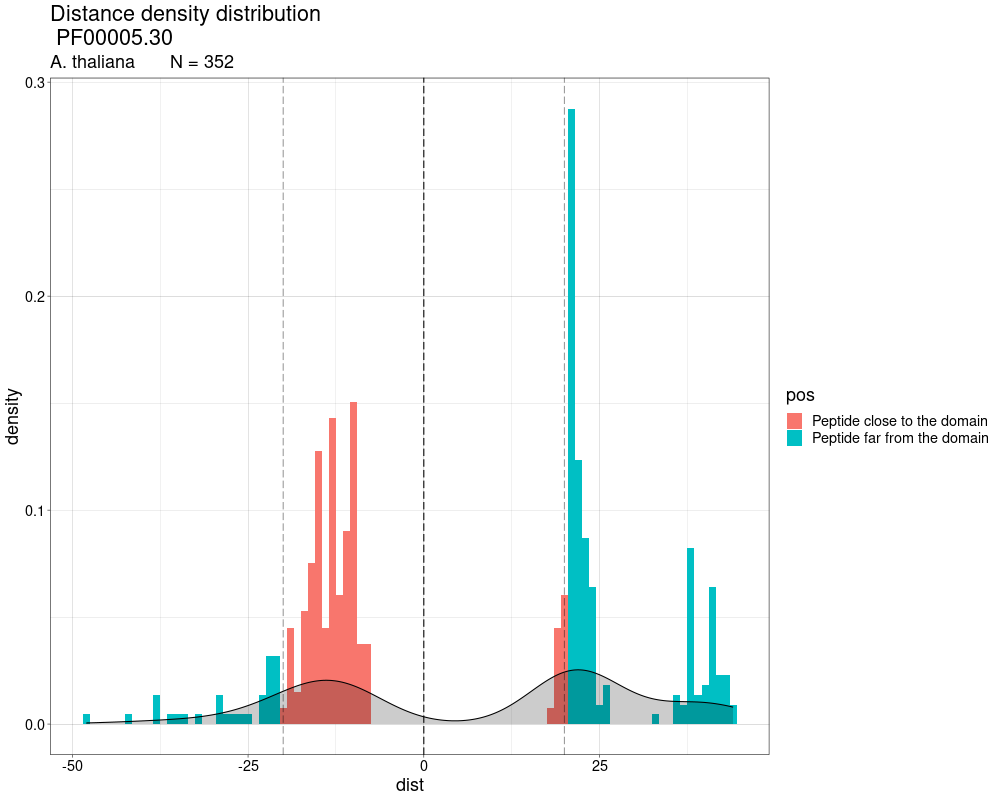 Distance density distribution
PF00005.30
A. thaliana N = 352
0.3
0.2
0.1
0.0
density
-50 -25 0 25
dist
pos
Peptide close to the domain
Peptide far from the domain